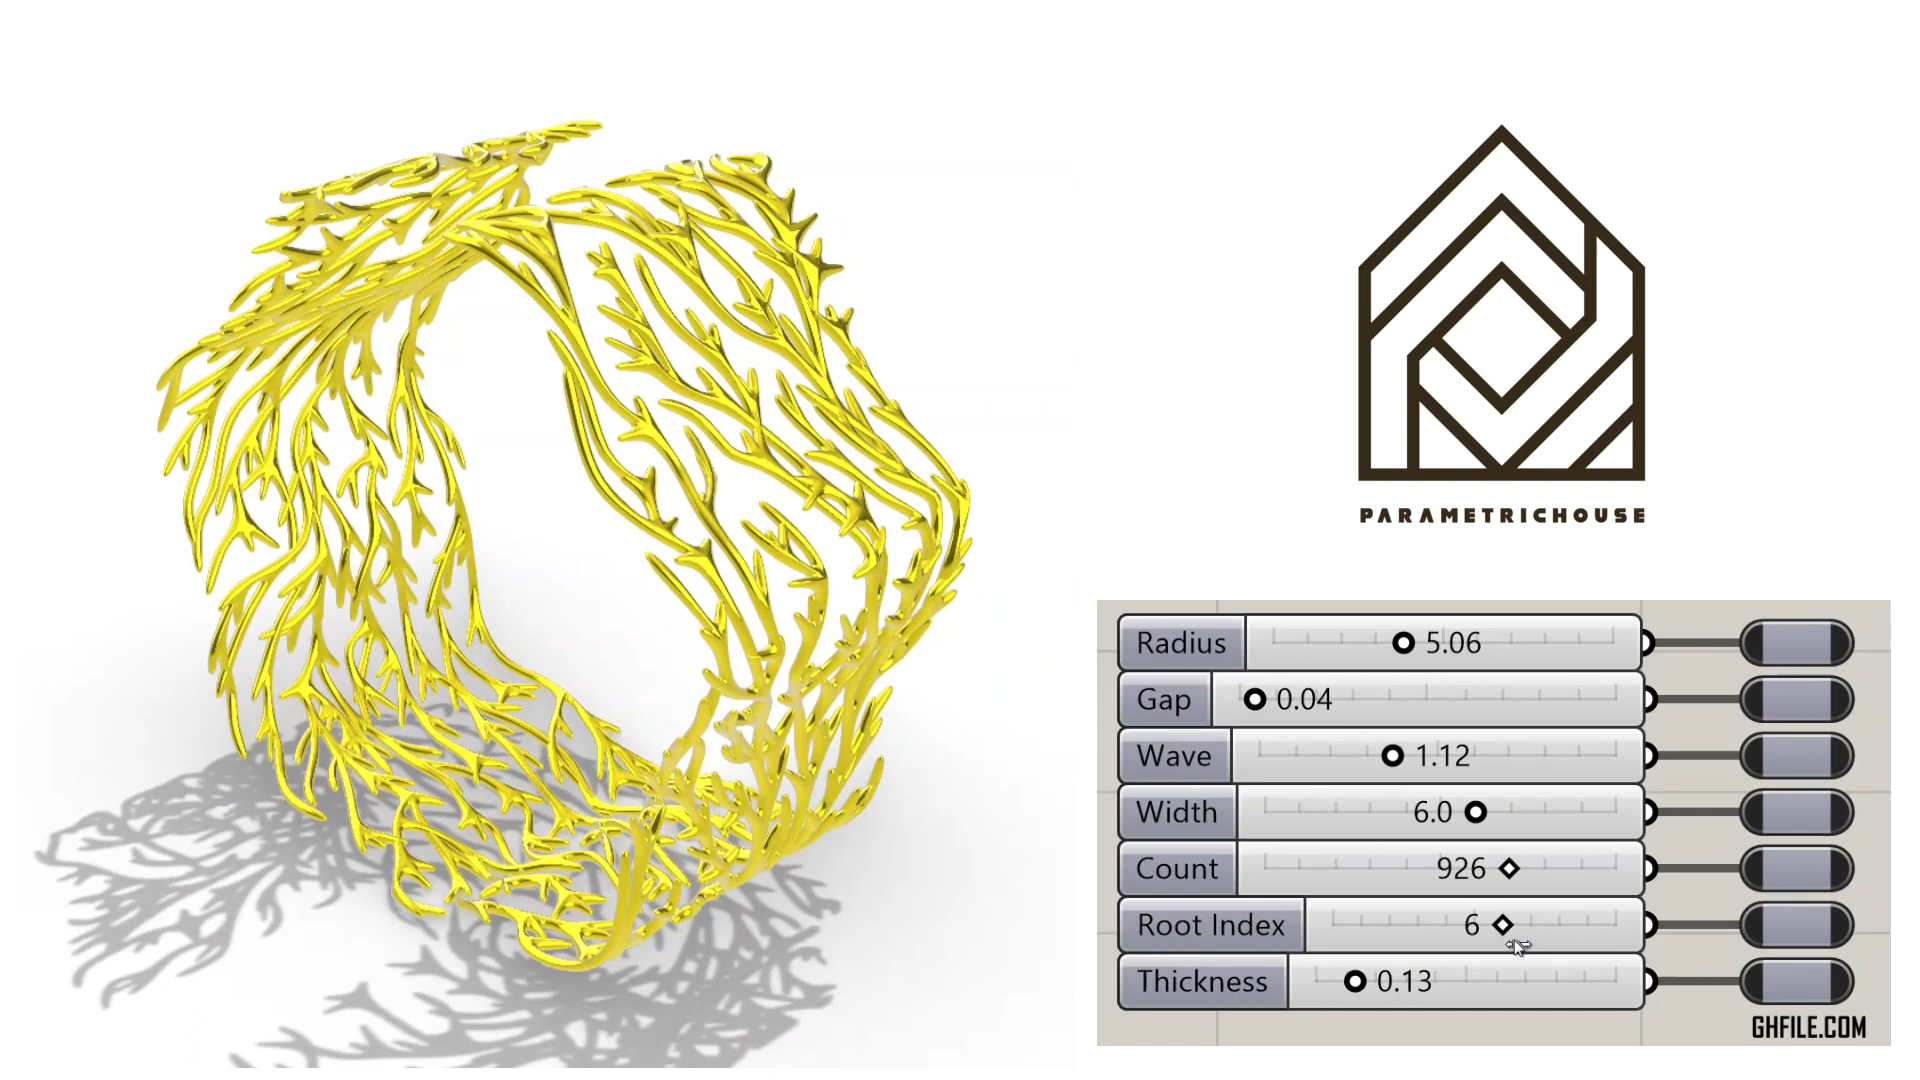 PARAMETRICHOUSE
Radius 5.06
Gap 0.04
Wave 1.12
Width 6.0
Count 926
Root Index 6
Thickness 0.13
GHFILE.COM